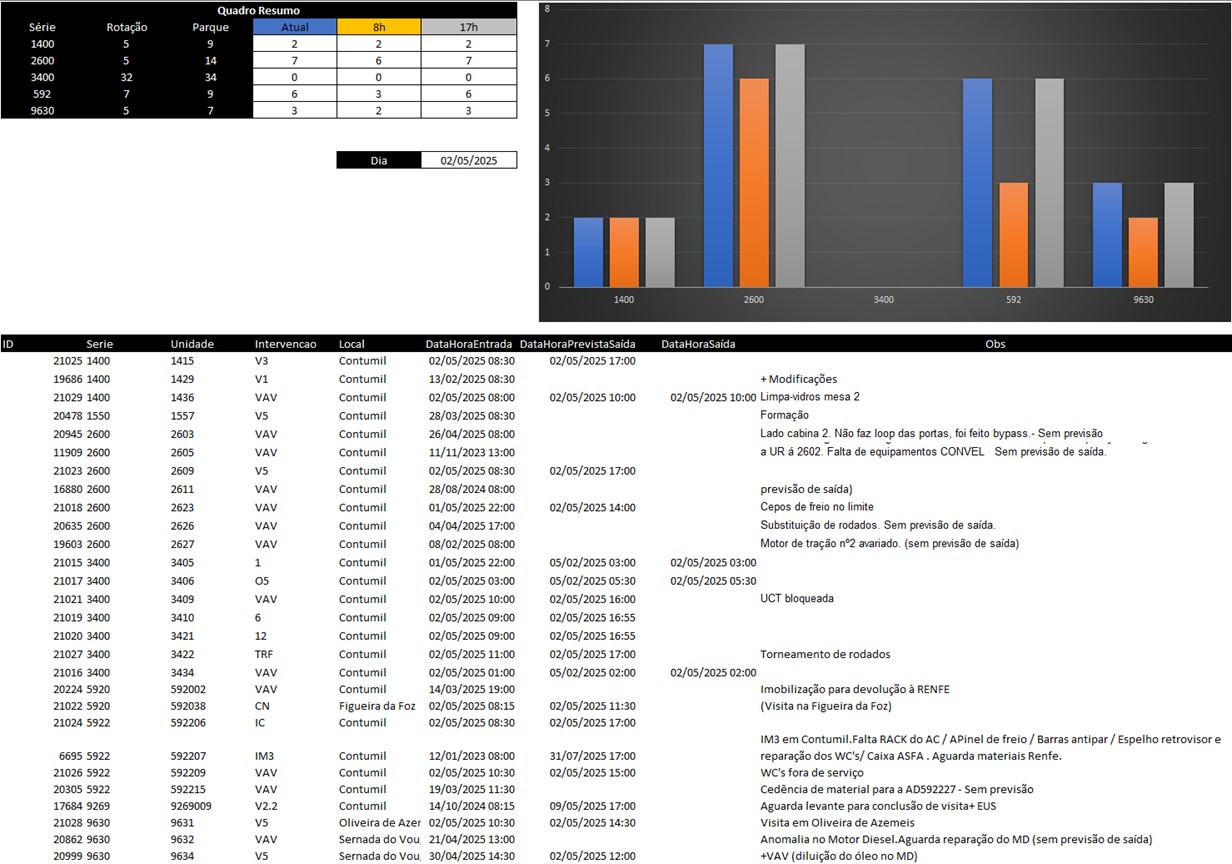 Quadro Resumo
Série Rotação Parque Atual 8h 17h
1400 5 9 2 2 2
2600 5 14 7 6 7
3400 32 34 0 0 0
592 7 9 6 3 6
9630 5 7 3 2 3
Dia 02/05/2025
8
7
6
5
4
3
2
1
0
1400 2600 3400 592 9630
ID Serie Unidade Intervencao Local DataHoraEntrada DataHoraPrevistaSaída DataHoraSaída Obs
21025 1400 1415 V3 Contumil 02/05/2025 08:30 02/05/2025 17:00
19686 1400 1429 V1 Contumil 13/02/2025 08:30 + Modificações
21029 1400 1436 VAV Contumil 02/05/2025 08:00 02/05/2025 10:00 02/05/2025 10:00 Limpa-vidros mesa 2
20478 1550 1557 V5 Contumil 28/03/2025 08:30 Formação
20945 2600 2603 VAV Contumil 26/04/2025 08:00 Lado cabina 2. Não faz loop das portas, foi feito bypass.- Sem previsão
11909 2600 2605 VAV Contumil 11/11/2023 13:00 a UR á 2602. Falta de equipamentos CONVEL Sem previsão de saída.
21023 2600 2609 V5 Contumil 02/05/2025 08:30 02/05/2025 17:00
16880 2600 2611 VAV Contumil 28/08/2024 08:00 previsão de saída)
21018 2600 2623 VAV Contumil 01/05/2025 22:00 02/05/2025 14:00 Cepos de freio no limite
20635 2600 2626 VAV Contumil 04/04/2025 17:00 Substituição de rodados. Sem previsão de saída.
19603 2600 2627 VAV Contumil 08/02/2025 08:00 Motor de tração nº2 avariado. (sem previsão de saída)
21015 3400 3405 1 Contumil 01/05/2025 22:00 05/02/2025 03:00 02/05/2025 03:00
21017 3400 3406 O5 Contumil 02/05/2025 03:00 05/02/2025 05:30 02/05/2025 05:30
21021 3400 3409 VAV Contumil 02/05/2025 10:00 02/05/2025 16:00 UCT bloqueada
21019 3400 3410 6 Contumil 02/05/2025 09:00 02/05/2025 16:55
21020 3400 3421 12 Contumil 02/05/2025 09:00 02/05/2025 16:55
21027 3400 3422 TRF Contumil 02/05/2025 11:00 02/05/2025 17:00 Torneamento de rodados
21016 3400 3434 VAV Contumil 02/05/2025 01:00 05/02/2025 02:00 02/05/2025 02:00
20224 5920 592002 VAV Contumil 14/03/2025 19:00 Imobilização para devolução à RENFE
21022 5920 592038 CN Figueira da Foz 02/05/2025 08:15 02/05/2025 11:30 (Visita na Figueira da Foz)
21024 5922 592206 IC Contumil 02/05/2025 08:30 02/05/2025 17:00
IM3 em Contumil.Falta RACK do AC / APinel de freio / Barras antipar / Espelho retrovisor e
6695 5922 592207 IM3 Contumil 12/01/2023 08:00 31/07/2025 17:00 reparação dos WC's/ Caixa ASFA . Aguarda materiais Renfe.
21026 5922 592209 VAV Contumil 02/05/2025 10:30 02/05/2025 15:00 WC's fora de serviço
20305 5922 592215 VAV Contumil 19/03/2025 11:30 Cedência de material para a AD592227 - Sem previsão
17684 9269 9269009 V2.2 Contumil 14/10/2024 08:15 09/05/2025 17:00 Aguarda levante para conclusão de visita+ EUS
21028 9630 9631 V5 Oliveira de Azer 02/05/2025 10:30 02/05/2025 14:30 Visita em Oliveira de Azemeis
20862 9630 9632 VAV Sernada do Vou 21/04/2025 13:00 Anomalia no Motor Diesel.Aguarda reparação do MD (sem previsão de saída)
20999 9630 9634 V5 Sernada do Vou 30/04/2025 14:30 02/05/2025 12:00 +VAV (diluição do óleo no MD)